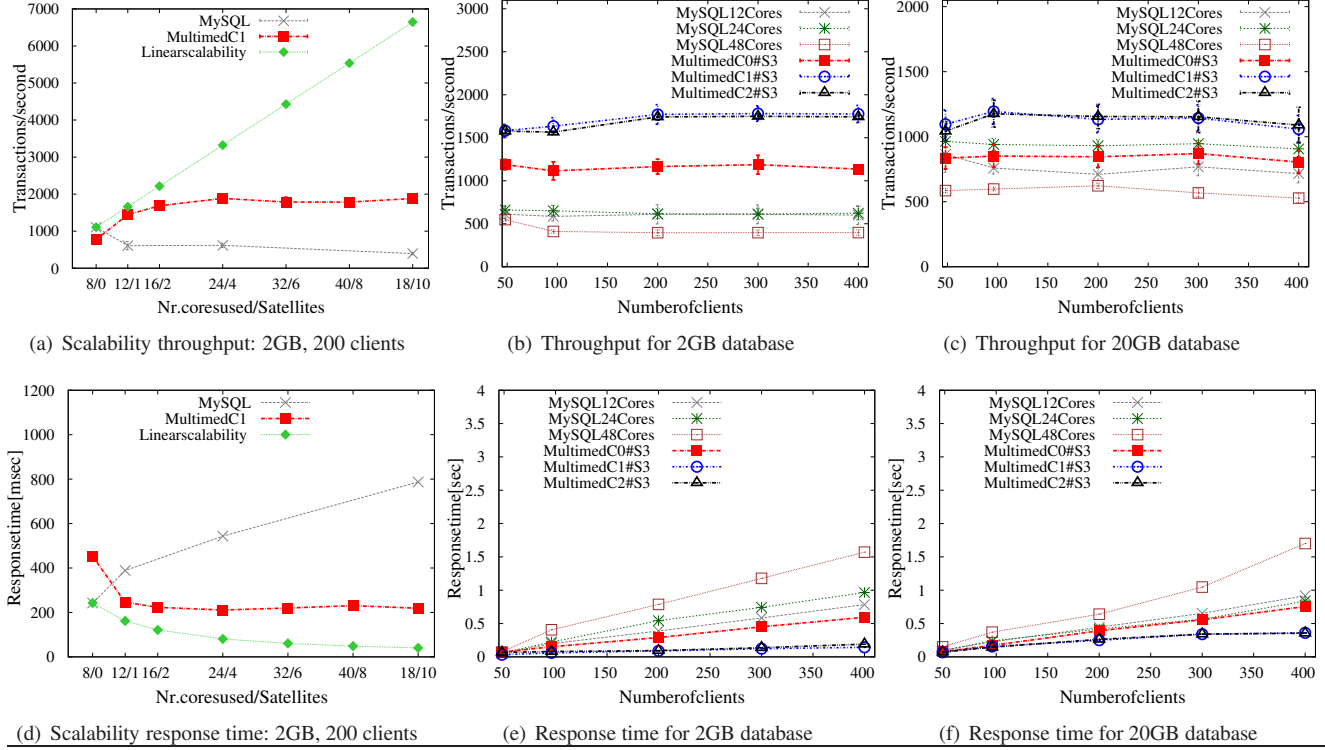 MySQL
MultimedC1
Linearscalability
Transactions/second
7000
6000
5000
4000
3000
2000
1000
0
8/0 12/1 16/2 24/4 32/6 40/8 18/10
Nr.coresused/Satellites
(a) Scalability throughput: 2GB, 200 clients
MySQL12Cores
MySQL24Cores
MySQL48Cores
MultimedC0#S3
MultimedC1#S3
MultimedC2#S3
Transactions/second
3000
2500
2000
1500
1000
500
0
50 100 150 200 250 300 350 400
Numberofclients
(b) Throughput for 2GB database
MySQL12Cores
MySQL24Cores
MySQL48Cores
MultimedC0#S3
MultimedC1#S3
MultimedC2#S3
Transactions/second
2000
1500
1000
500
0
50 100 150 200 250 300 350 400
Numberofclients
(c) Throughput for 20GB database
MySQL
MultimedC1
Linearscalability
Responsetime[msec]
1200
1000
800
600
400
200
0
8/0 12/1 16/2 24/4 32/6 40/8 18/10
Nr.coresused/Satellites
(d) Scalability response time: 2GB, 200 clients
MySQL12Cores
MySQL24Cores
MySQL48Cores
MultimedC0#S3
MultimedC1#S3
MultimedC2#S3
Responsetime[sec]
4
3.5
3
2.5
2
1.5
1
0.5
0
50 100 150 200 250 300 350 400
Numberofclients
(e) Response time for 2GB database
MySQL12Cores
MySQL24Cores
MySQL48Cores
MultimedC0#S3
MultimedC1#S3
MultimedC2#S3
Responsetime[sec]
4
3.5
3
2.5
2
1.5
1
0.5
0
50 100 150 200 250 300 350 400
Numberofclients
(f) Response time for 20GB database